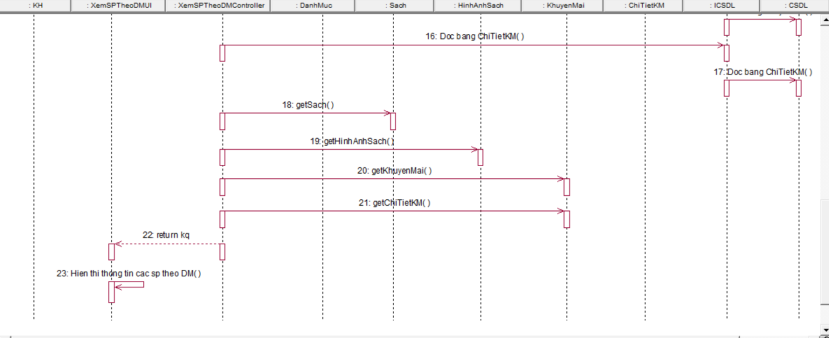 : KH
: XemSPTheoDMUI
: XemSPTheoDMController
: DanhMuc
: Sach
: HinhAnhSach
: KhuyenMai
: ChiTietKM
: ICSDL
: CSDL
16: Doc bang ChiTietKM( )
17: Doc bang ChiTietKM( )
18: getSach( )
19: getHinhAnhSach( )
20: getKhuyenMai( )
21: getChiTietKM( )
22: return kq
23: Hien thi thong tin cac sp theo DM( )